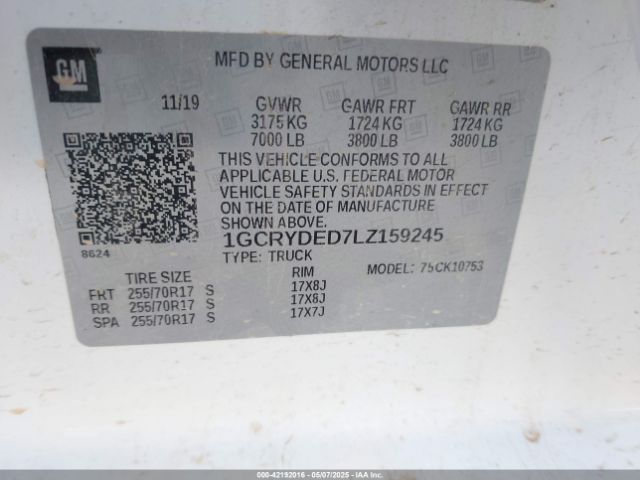 GM
MFD BY GENERAL MOTORS LLC
11/19 GVWR GAWR FRT GAWR RR
3175 KG 1724 KG 1724 KG
7000 LB 3800 LB 3800 LB
THIS VEHICLE CONFORMS TO ALL
APPLICABLE U.S. FEDERAL MOTOR
VEHICLE SAFETY STANDARDS IN EFFECT
ON THE DATE OF MANUFACTURE
SHOWN ABOVE.
8624
1GCRYDED7LZ159245
TYPE: TRUCK
MODEL: 75CK10753
TIRE SIZE RIM
FRT 255/70R17 S 17X8J
RR 255/70R17 S 17X8J
SPA 255/70R17 S 17X7J
000-42192016 - 05/07/2025 - IAAI.COM